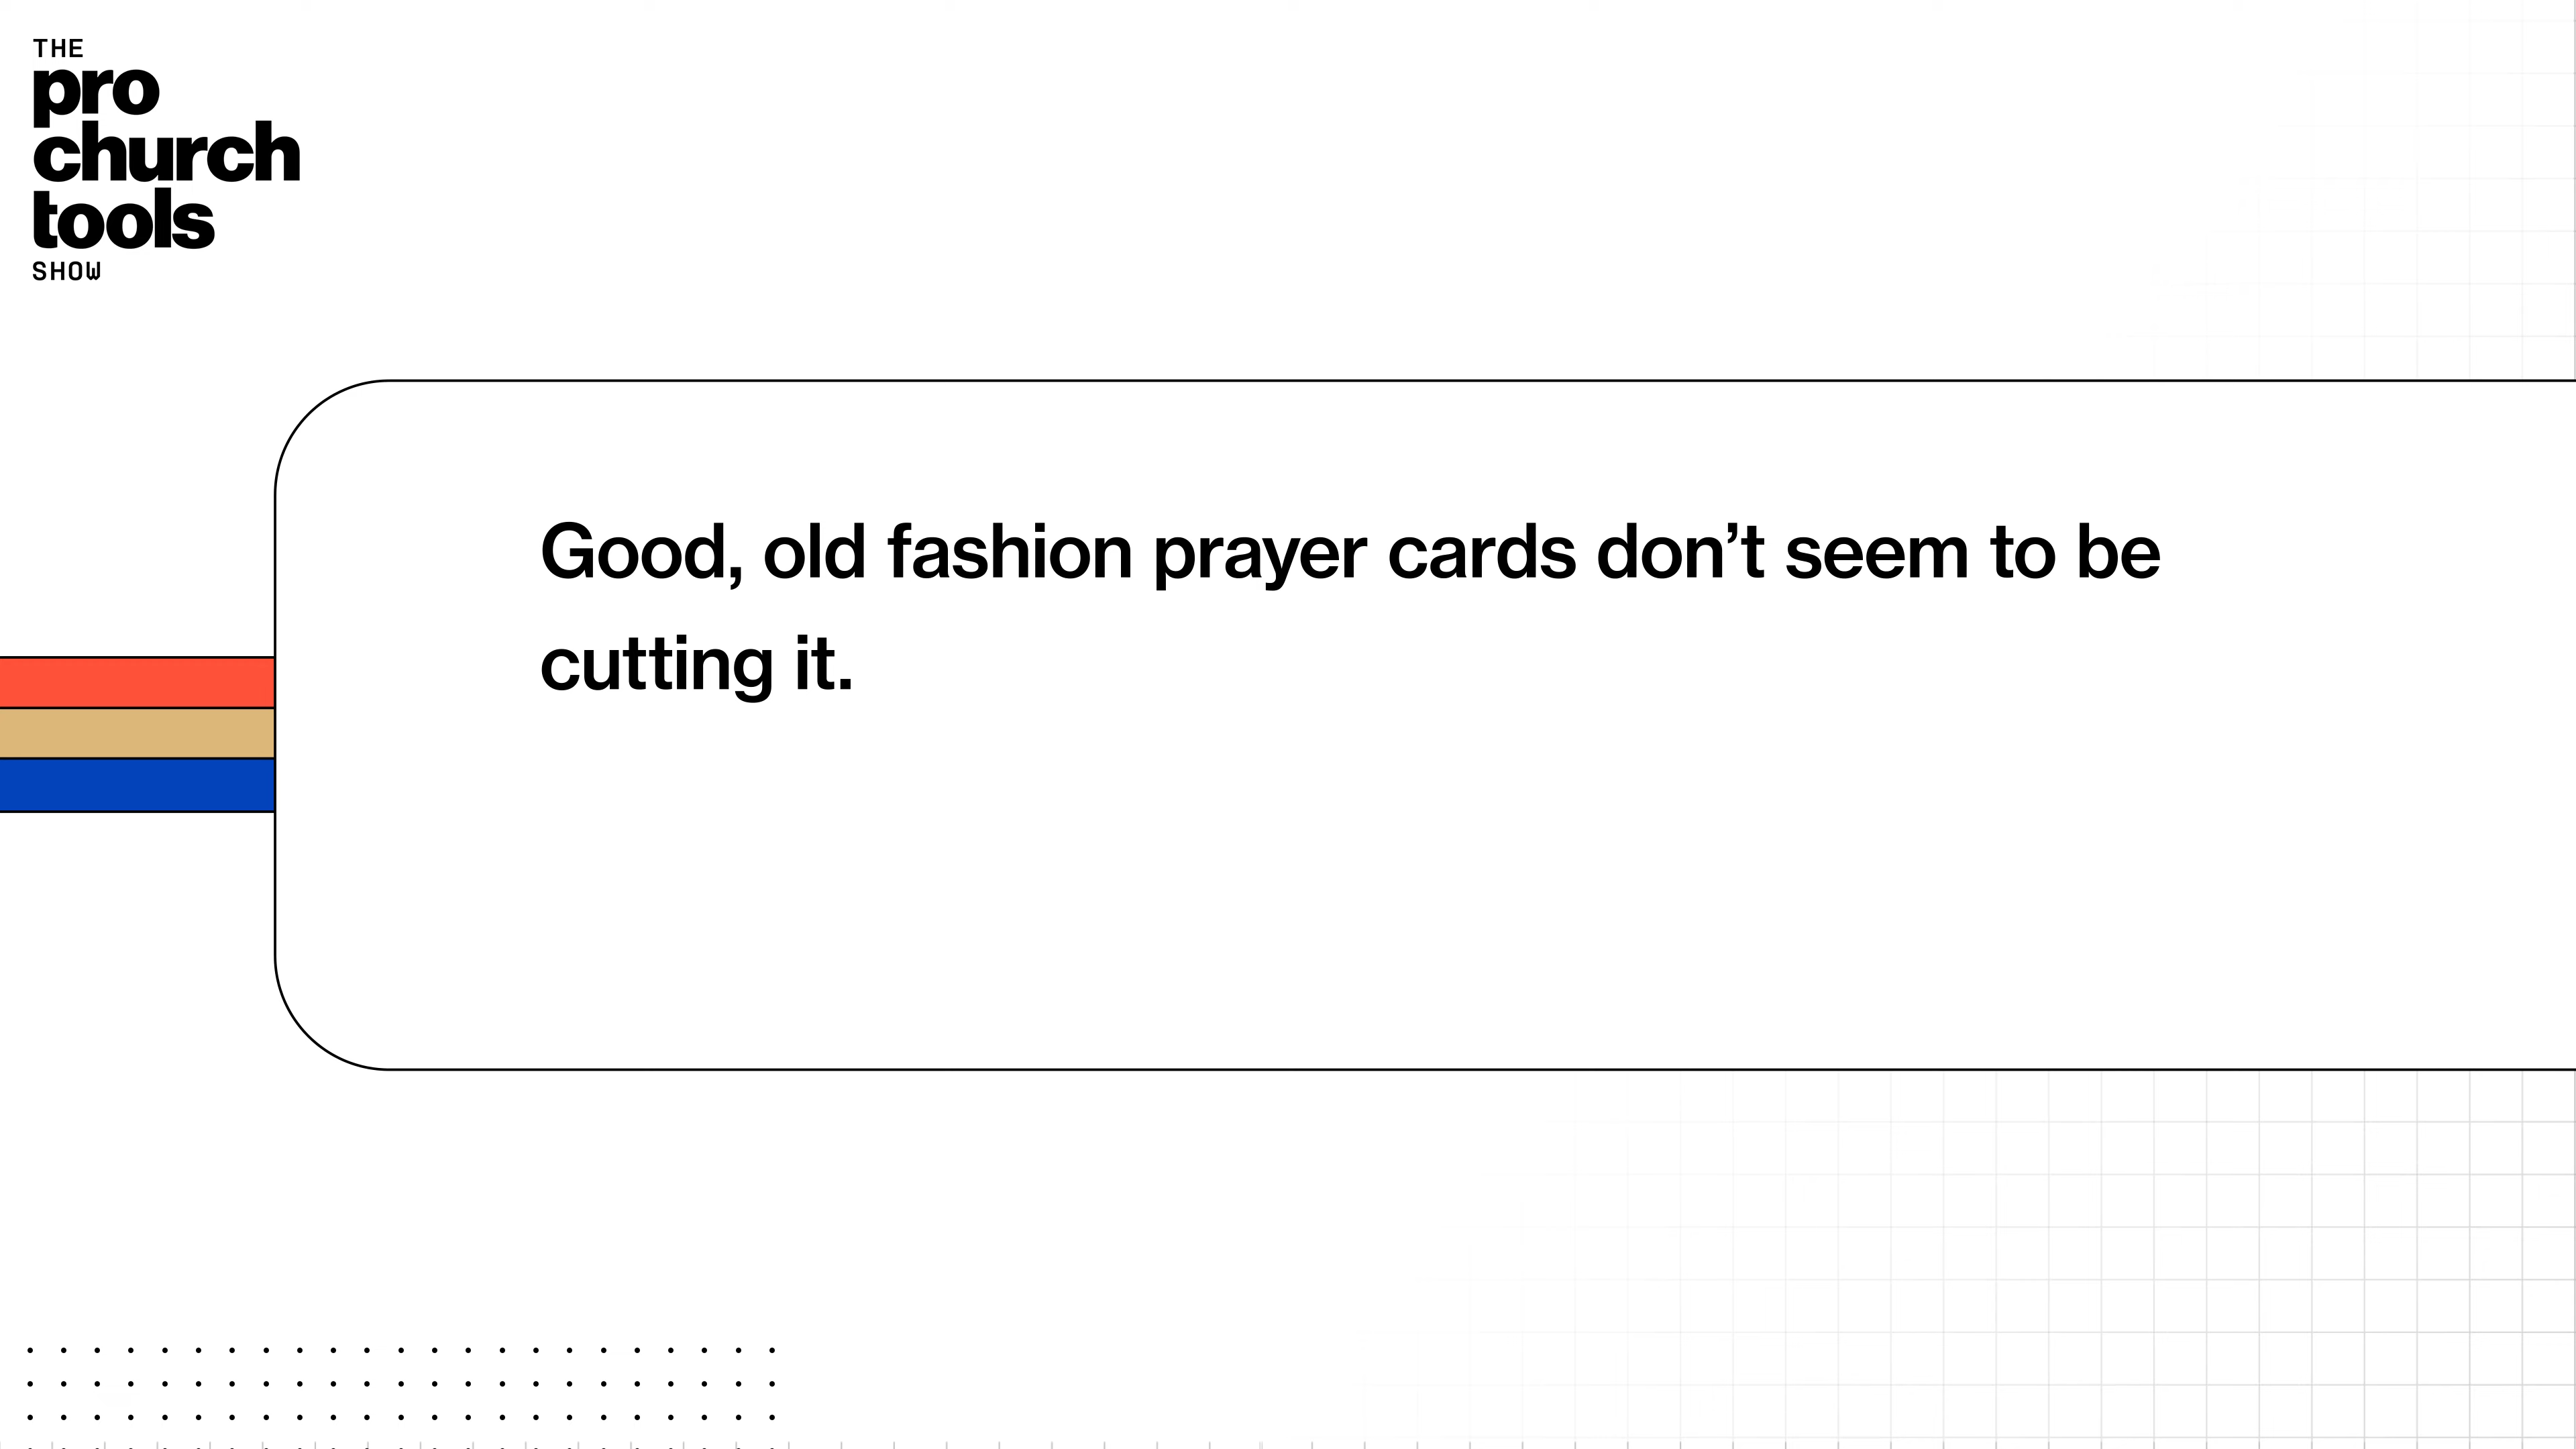 THE
pro
church
tools
SHOW
Good, old fashion prayer cards don’t seem to be
cutting it.